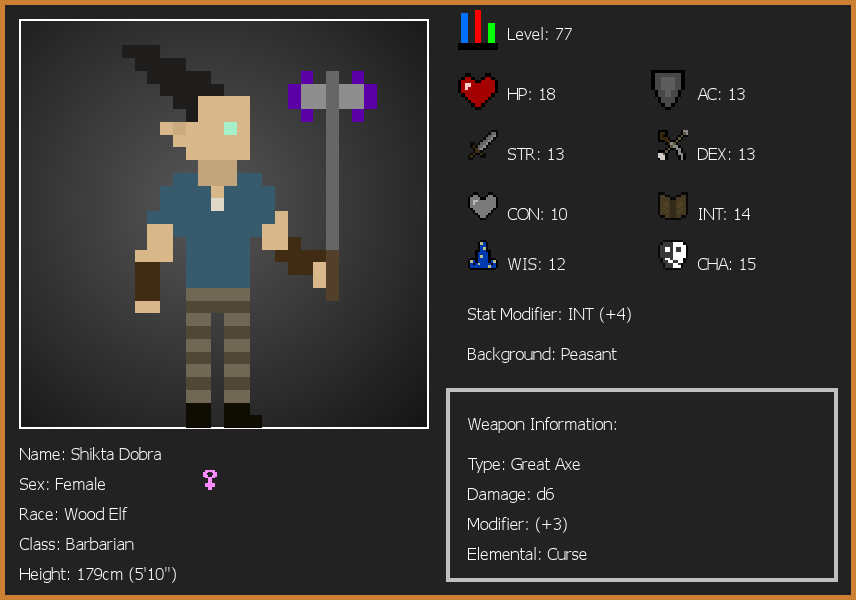 Level: 77
HP: 18
AC: 13
STR: 13
DEX: 13
CON: 10
INT: 14
WIS: 12
CHA: 15
Stat Modifier: INT (+4)
Background: Peasant
Weapon Information:
Type: Great Axe
Damage: d6
Modifier: (+3)
Elemental: Curse
Name: Shikta Dobra
Sex: Female
Race: Wood Elf
Class: Barbarian
Height: 179cm (5'10")